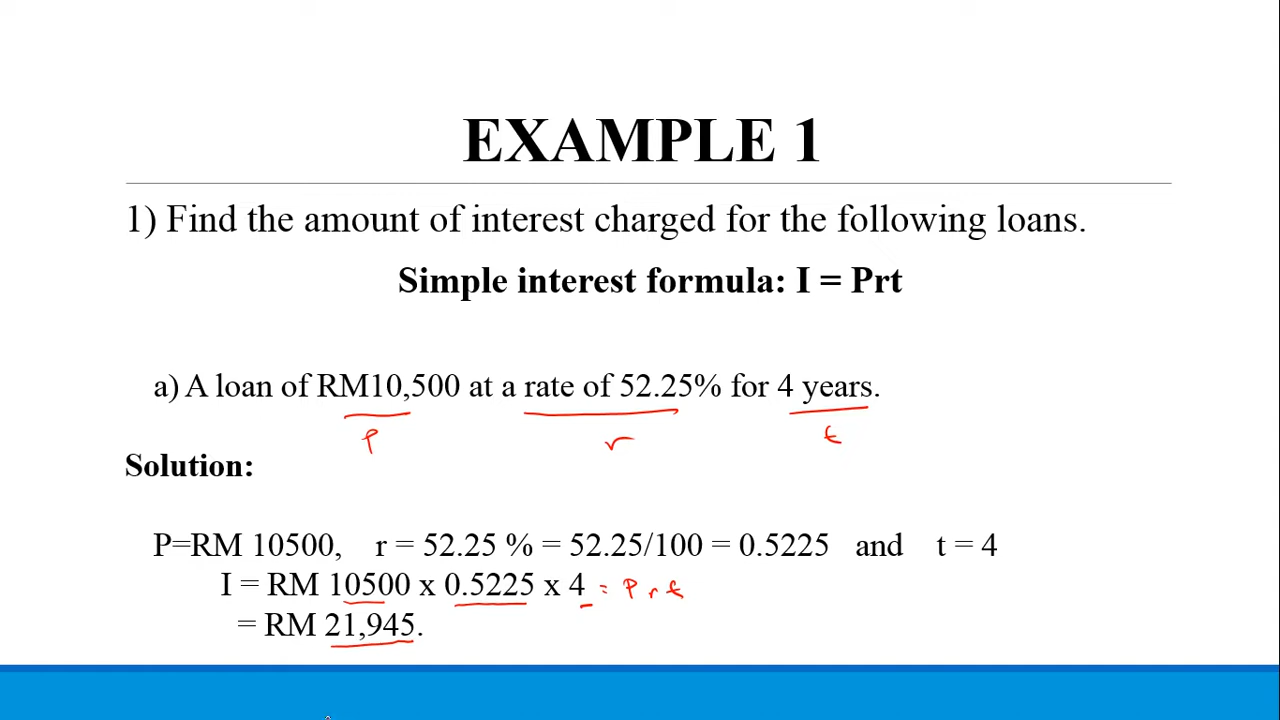 EXAMPLE 1
1) Find the amount of interest charged for the following loans.
Simple interest formula: I = Prt
a) A loan of RM10,500 at a rate of 52.25% for 4 years.
P r t
Solution:
P=RM 10500, r = 52.25 % = 52.25/100 = 0.5225 and t = 4
I = RM 10500 x 0.5225 x 4 = P r t
= RM 21,945.